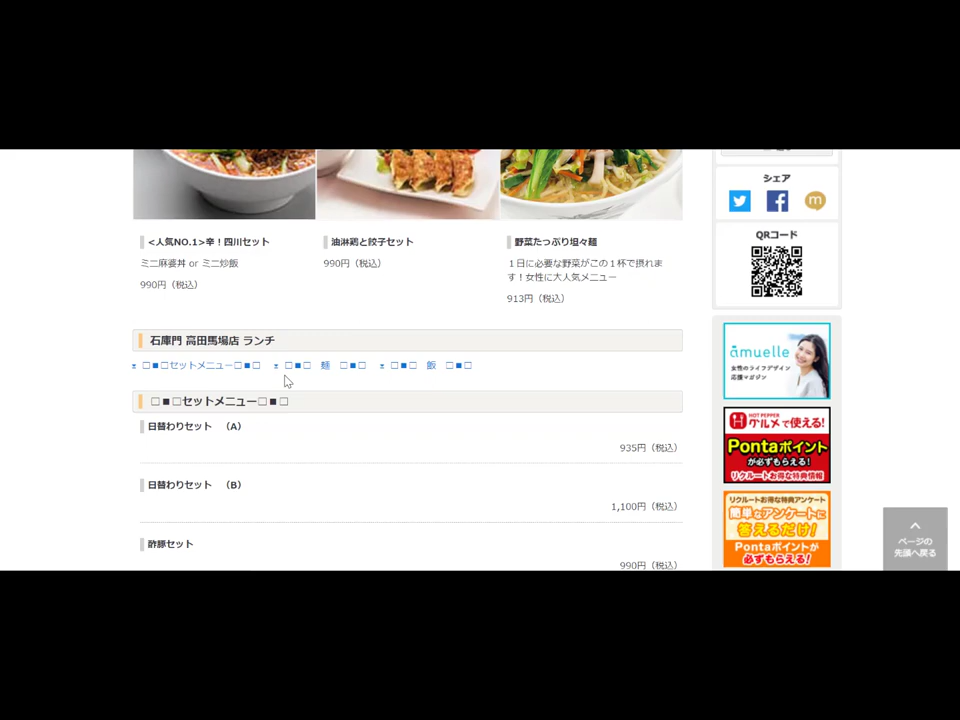 シェア
QRコード
<人気NO.1>辛！四川セット
ミニ麻婆丼 or ミニ炒飯
990円（税込）
油淋鶏と餃子セット
990円（税込）
野菜たっぷり坦々麺
１日に必要な野菜がこの１杯で摂れま
す！女性に大人気メニュー
913円（税込）
石庫門 高田馬場店 ランチ
□■□セットメニュー□■□
□■□ 麺 □■□
□■□ 飯 □■□
□■□セットメニュー□■□
日替わりセット （A）
935円（税込）
日替わりセット （B）
1,100円（税込）
酢豚セット
990円（税込）
amuelle
女性のライフデザイン
応援マガジン
HOT PEPPER
グルメで使える!
Pontaポイント
が必ずもらえる!
リクルートお得な特典情報
リクルートお得な特典アンケート
簡単なアンケートに
答えるだけ!
Pontaポイントが
必ずもらえる!
ページの
先頭へ戻る